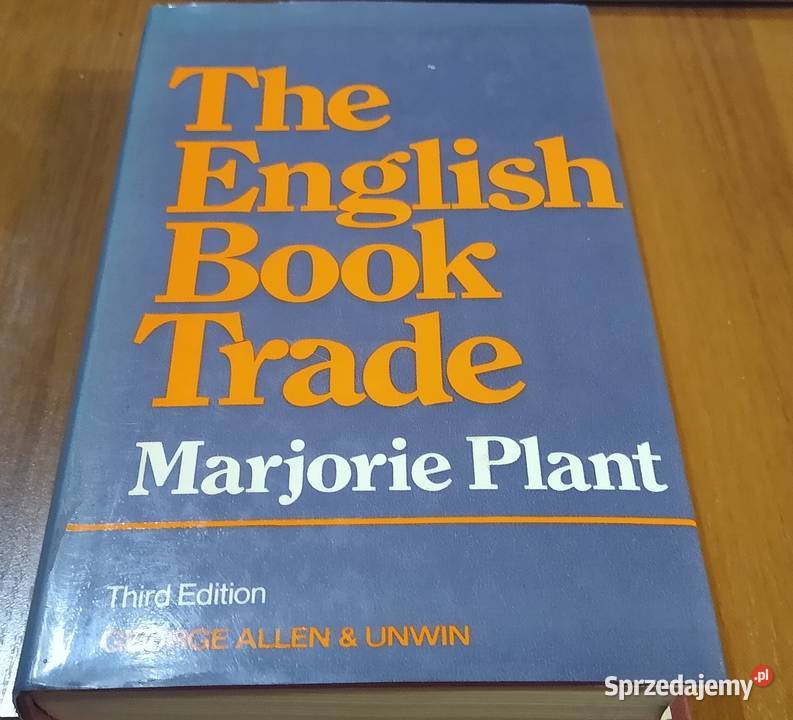 The
English
Book
Trade
Marjorie Plant
Third Edition
GEORGE ALLEN & UNWIN
Sprzedajemy.pl